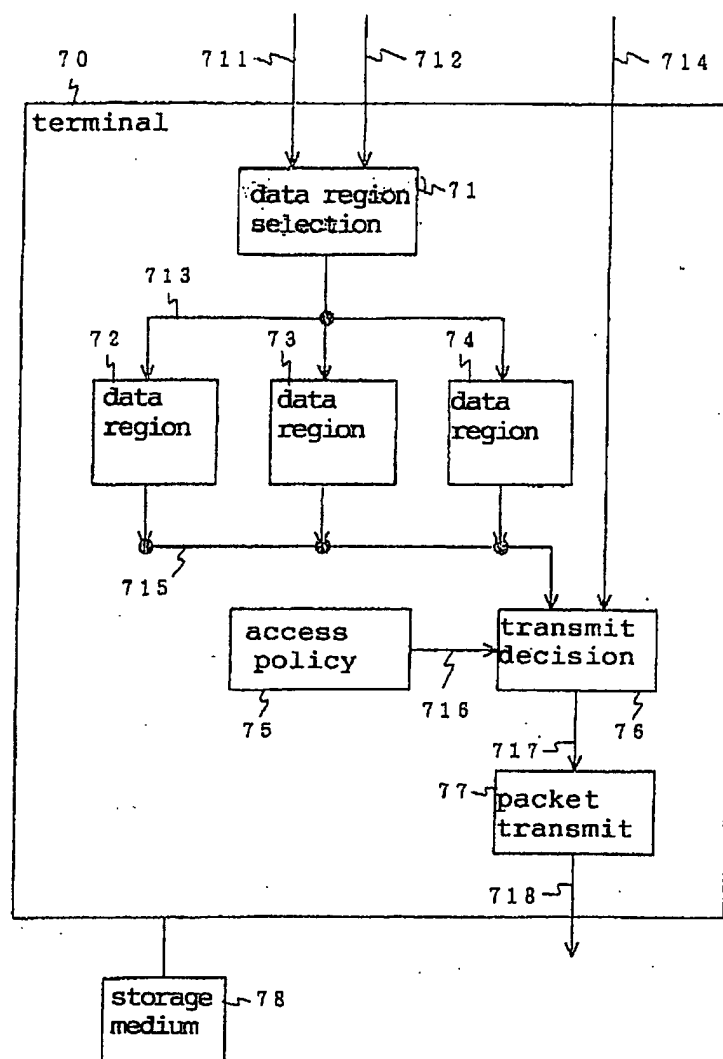 70
711
712
714
terminal
data region
selection
71
713
72
73
74
data
region
data
region
data
region
715
access
policy
transmit
decision
75
716
76
717
77
packet
transmit
718
storage
medium
78